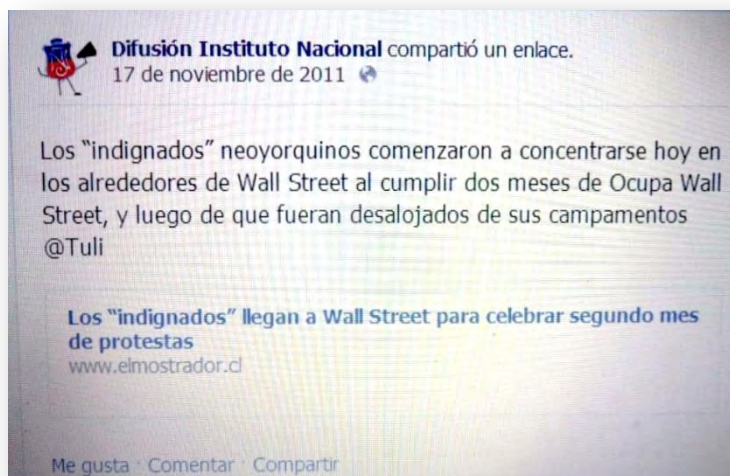 Difusión Instituto Nacional compartió un enlace.
17 de noviembre de 2011
Los "indignados" neoyorquinos comenzaron a concentrarse hoy en
los alrededores de Wall Street al cumplir dos meses de Ocupa Wall
Street, y luego de que fueran desalojados de sus campamentos
@Tuli
Los "indignados" llegan a Wall Street para celebrar segundo mes
de protestas
www.elmostrador.cl
Me gusta · Comentar · Compartir